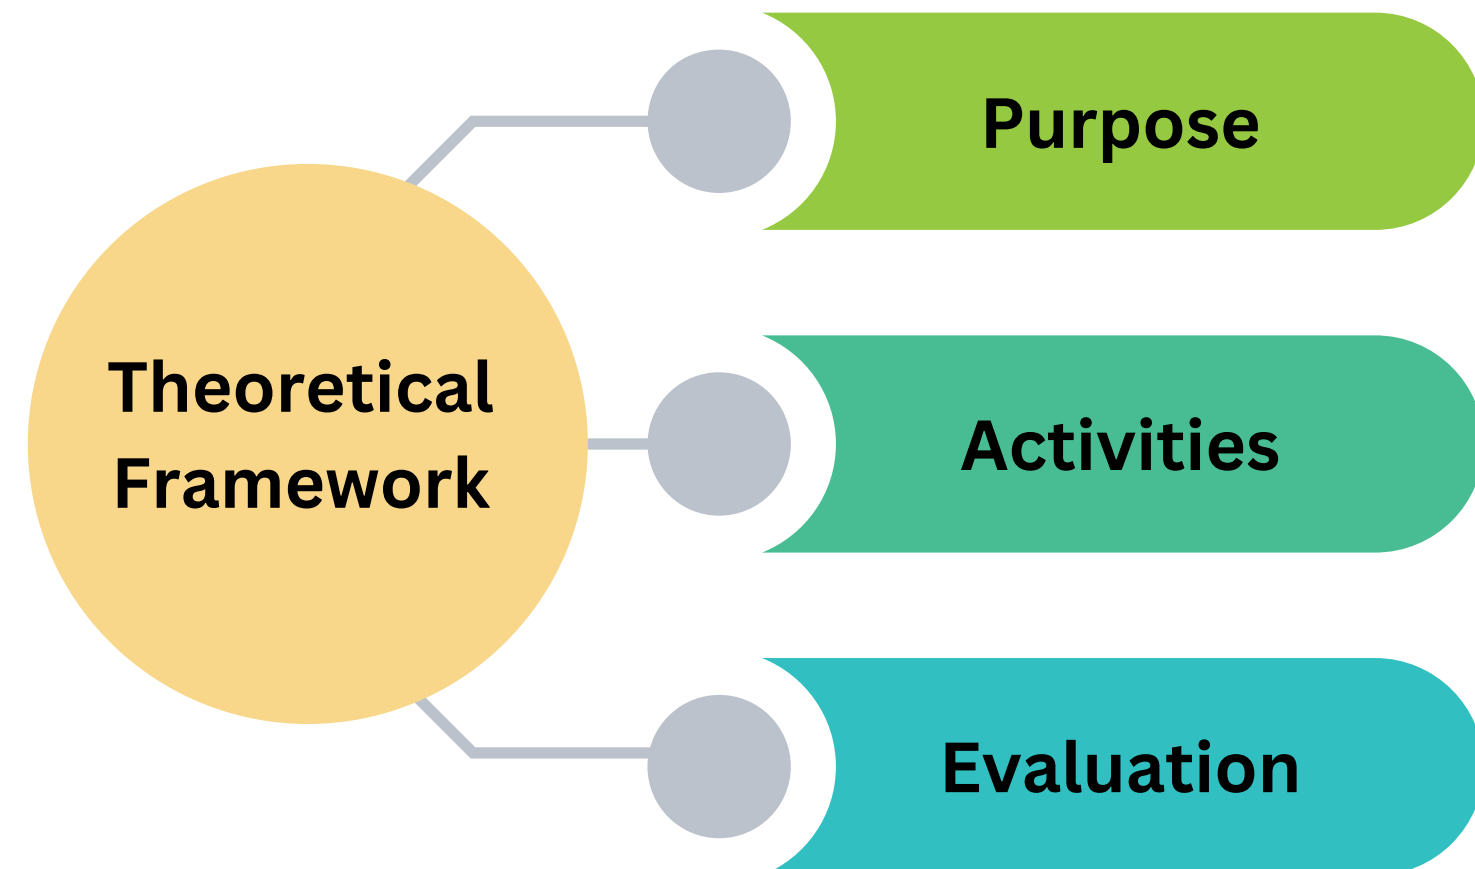 Theoretical
Framework
Purpose
Activities
Evaluation